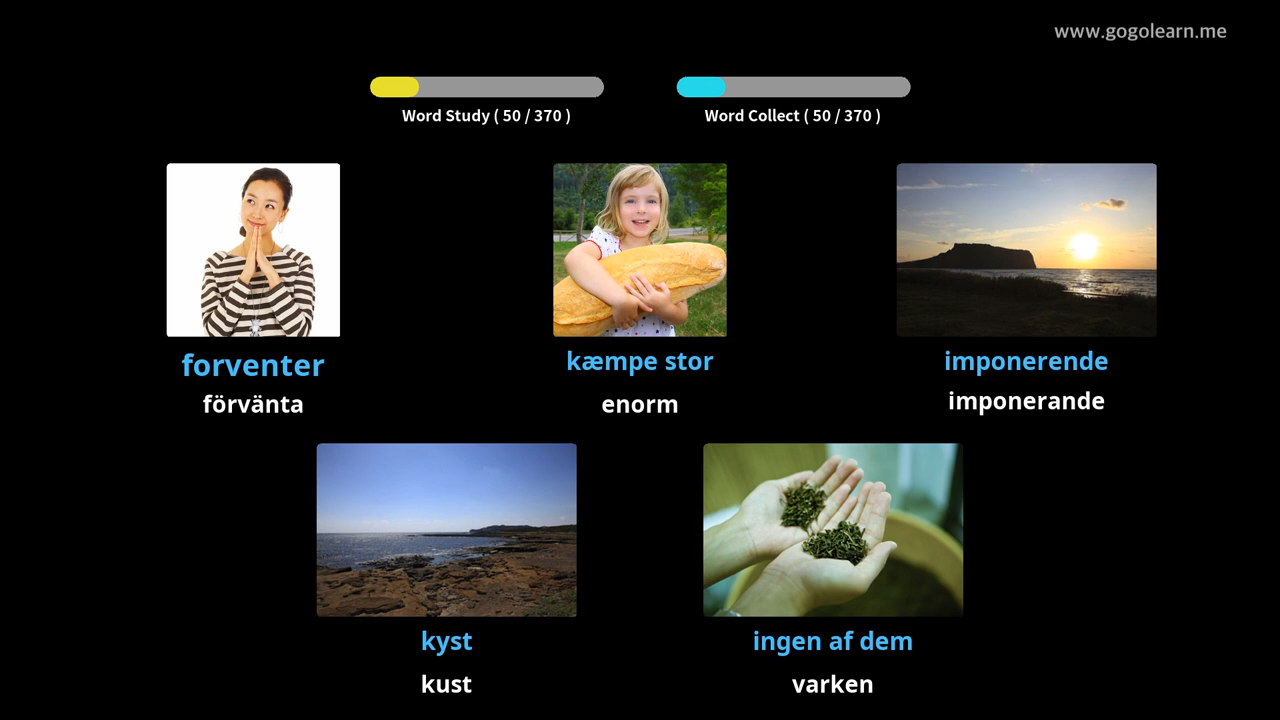 www.gogolearn.me
Word Study ( 50 / 370 )
Word Collect ( 50 / 370 )
forventer
förvänta
kæmpe stor
enorm
imponerende
imponerande
kyst
kust
ingen af dem
varken